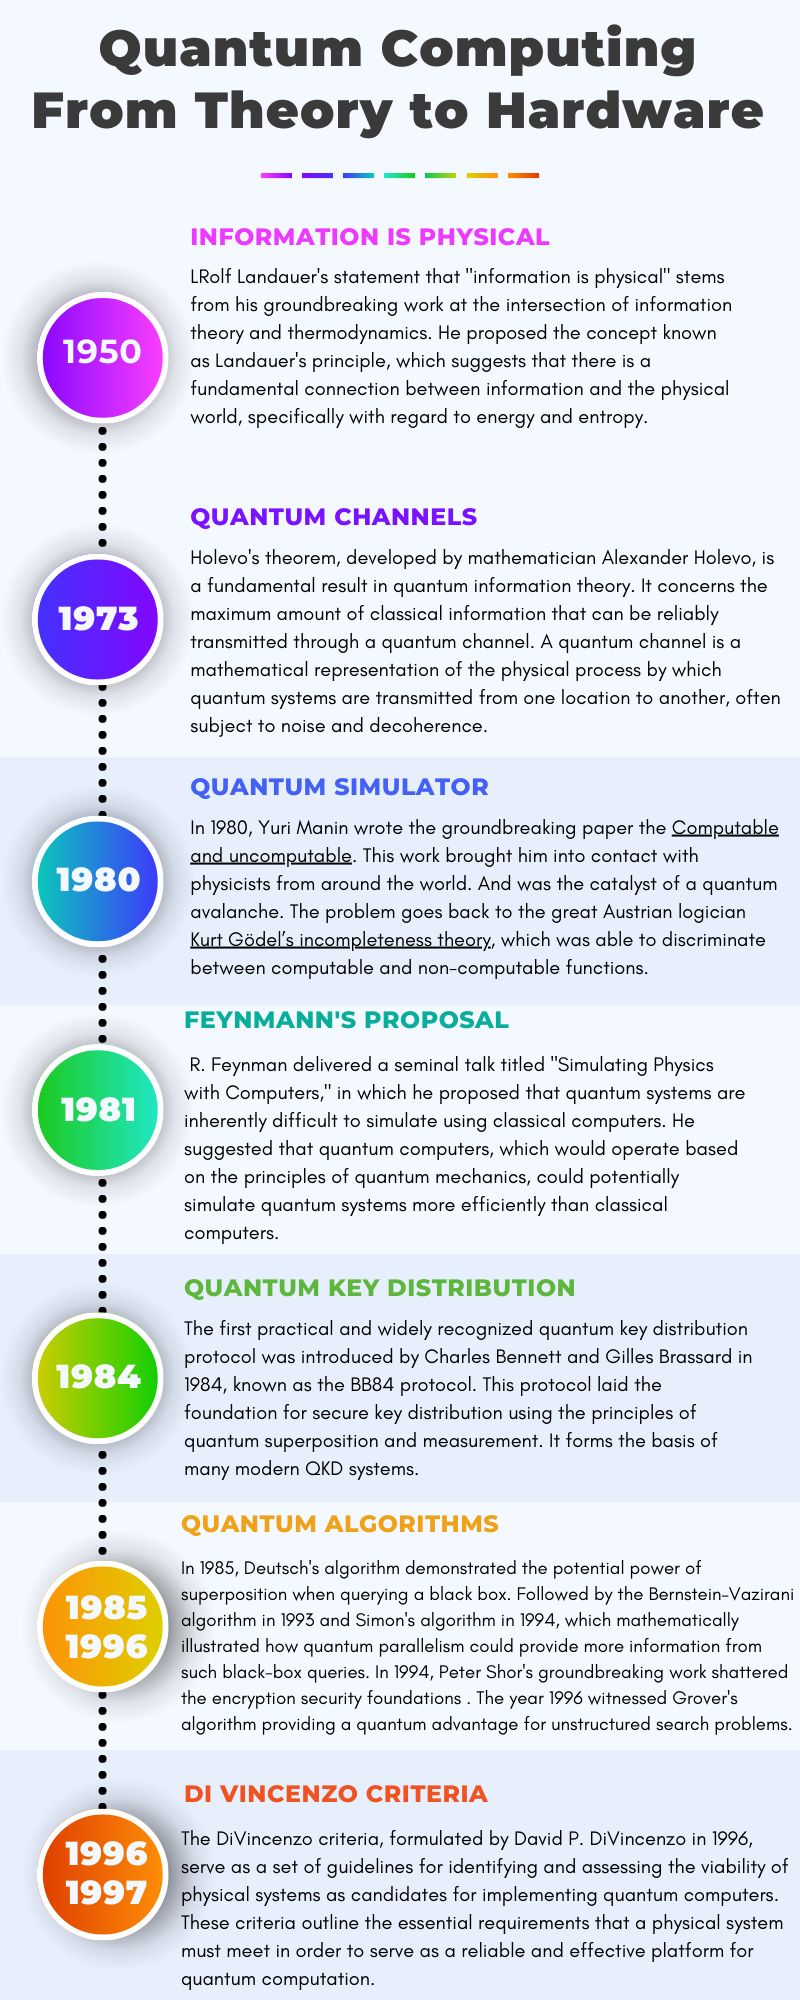 Quantum Computing
From Theory to Hardware
INFORMATION IS PHYSICAL
LRolf Landauer's statement that "information is physical" stems
from his groundbreaking work at the intersection of information
theory and thermodynamics. He proposed the concept known
as Landauer's principle, which suggests that there is a
fundamental connection between information and the physical
world, specifically with regard to energy and entropy.
1950
QUANTUM CHANNELS
Holevo's theorem, developed by mathematician Alexander Holevo, is
a fundamental result in quantum information theory. It concerns the
maximum amount of classical information that can be reliably
transmitted through a quantum channel. A quantum channel is a
mathematical representation of the physical process by which
quantum systems are transmitted from one location to another, often
subject to noise and decoherence.
1973
QUANTUM SIMULATOR
In 1980, Yuri Manin wrote the groundbreaking paper the Computable
and uncomputable. This work brought him into contact with
physicists from around the world. And was the catalyst of a quantum
avalanche. The problem goes back to the great Austrian logician
Kurt Gödel’s incompleteness theory, which was able to discriminate
between computable and non-computable functions.
1980
FEYNMANN'S PROPOSAL
R. Feynman delivered a seminal talk titled "Simulating Physics
with Computers," in which he proposed that quantum systems are
inherently difficult to simulate using classical computers. He
suggested that quantum computers, which would operate based
on the principles of quantum mechanics, could potentially
simulate quantum systems more efficiently than classical
computers.
1981
QUANTUM KEY DISTRIBUTION
The first practical and widely recognized quantum key distribution
protocol was introduced by Charles Bennett and Gilles Brassard in
1984, known as the BB84 protocol. This protocol laid the
foundation for secure key distribution using the principles of
quantum superposition and measurement. It forms the basis of
many modern QKD systems.
1984
QUANTUM ALGORITHMS
In 1985, Deutsch's algorithm demonstrated the potential power of
superposition when querying a black box. Followed by the Bernstein-Vazirani
algorithm in 1993 and Simon's algorithm in 1994, which mathematically
illustrated how quantum parallelism could provide more information from
such black-box queries. In 1994, Peter Shor's groundbreaking work shattered
the encryption security foundations . The year 1996 witnessed Grover's
algorithm providing a quantum advantage for unstructured search problems.
1985
1996
DI VINCENZO CRITERIA
The DiVincenzo criteria, formulated by David P. DiVincenzo in 1996,
serve as a set of guidelines for identifying and assessing the viability of
physical systems as candidates for implementing quantum computers.
These criteria outline the essential requirements that a physical system
must meet in order to serve as a reliable and effective platform for
quantum computation.
1996
1997